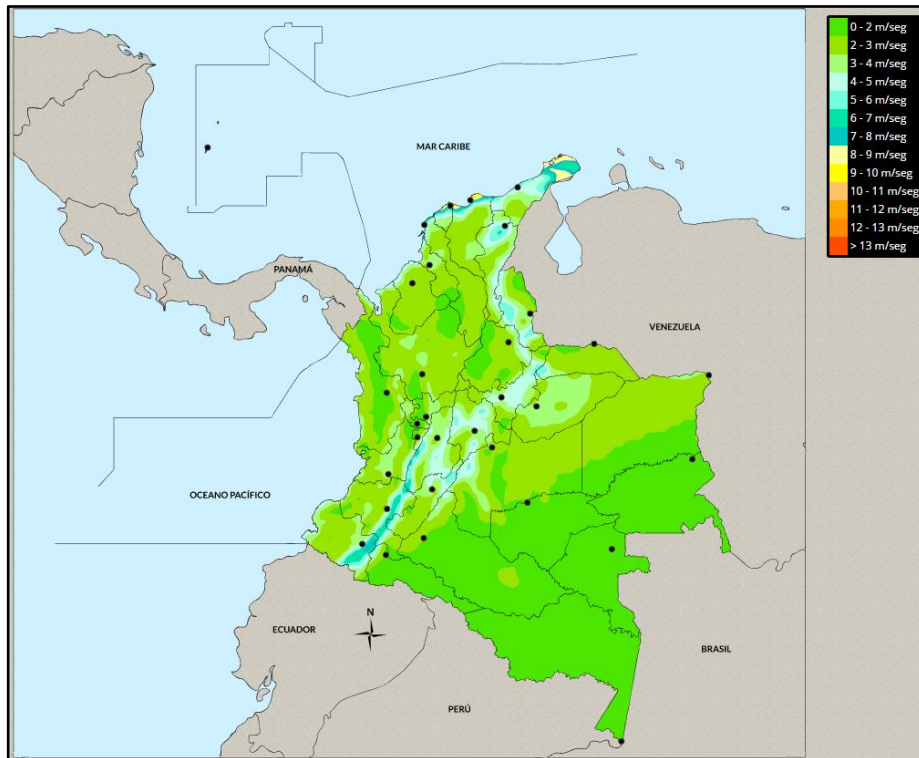 0 - 2 m/seg
2 - 3 m/seg
3 - 4 m/seg
4 - 5 m/seg
5 - 6 m/seg
6 - 7 m/seg
7 - 8 m/seg
8 - 9 m/seg
9 - 10 m/seg
10 - 11 m/seg
11 - 12 m/seg
12 - 13 m/seg
> 13 m/seg
MAR CARIBE
PANAMÁ
VENEZUELA
OCEANO PACÍFICO
ECUADOR
N
BRASIL
PERÚ